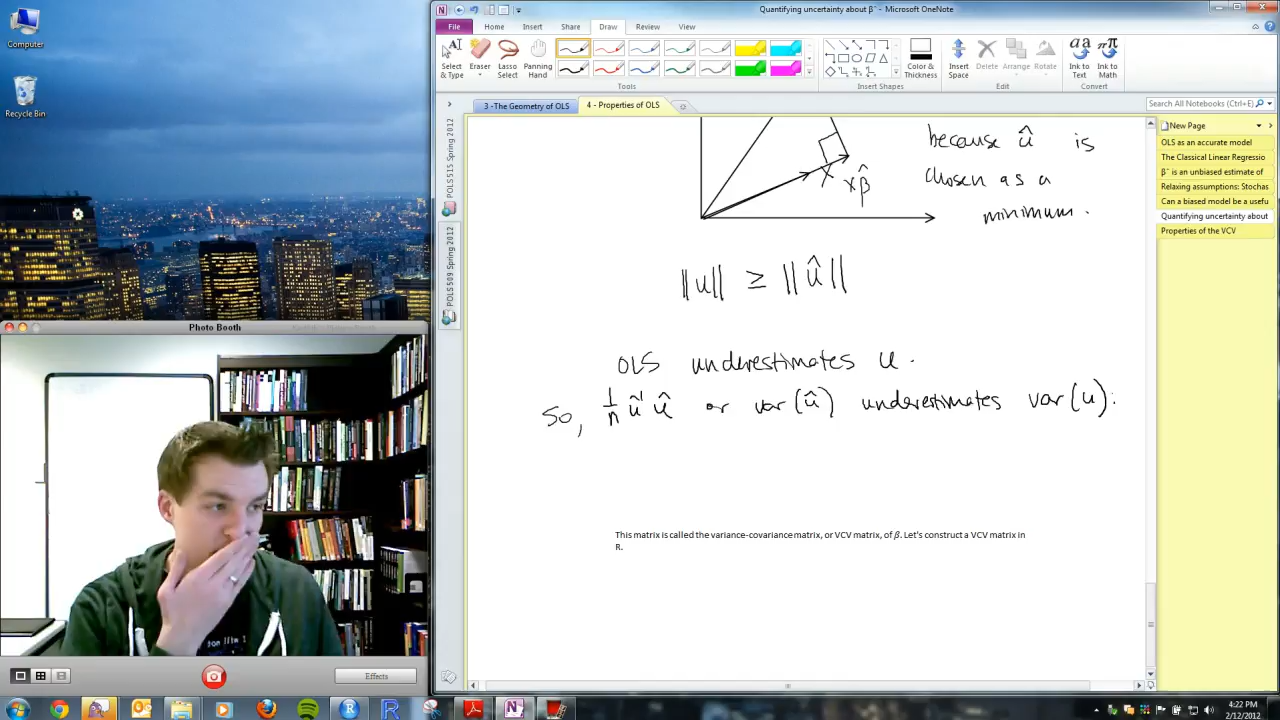 Computer
Recycle Bin
Quantifying uncertainty about β^ - Microsoft OneNote
File Home Insert Share Draw Review View
Select & Type
Eraser
Lasso Select
Panning Hand
Color & Thickness
Insert Space
Delete
Arrange
Rotate
Ink to Text
Ink to Math
Tools
Insert Shapes
Edit
Convert
3 -The Geometry of OLS
4 - Properties of OLS
Search All Notebooks (Ctrl+E)
POLS 515 Spring 2012
POLS 509 Spring 2012
New Page
OLS as an accurate model
The Classical Linear Regressio
β^ is an unbiased estimate of
Relaxing assumptions: Stochas
Can a biased model be a usefu
Quantifying uncertainty about
Properties of the VCV
because û is
chosen as a
minimum.
X
Xβ̂
||u|| ≥ ||û||
OLS underestimates u.
So, 1/n û'û or var(û) underestimates var(u):
This matrix is called the variance-covariance matrix, or VCV matrix, of β. Let's construct a VCV matrix in
R.
Photo Booth
Effects
4:22 PM
2/12/2012